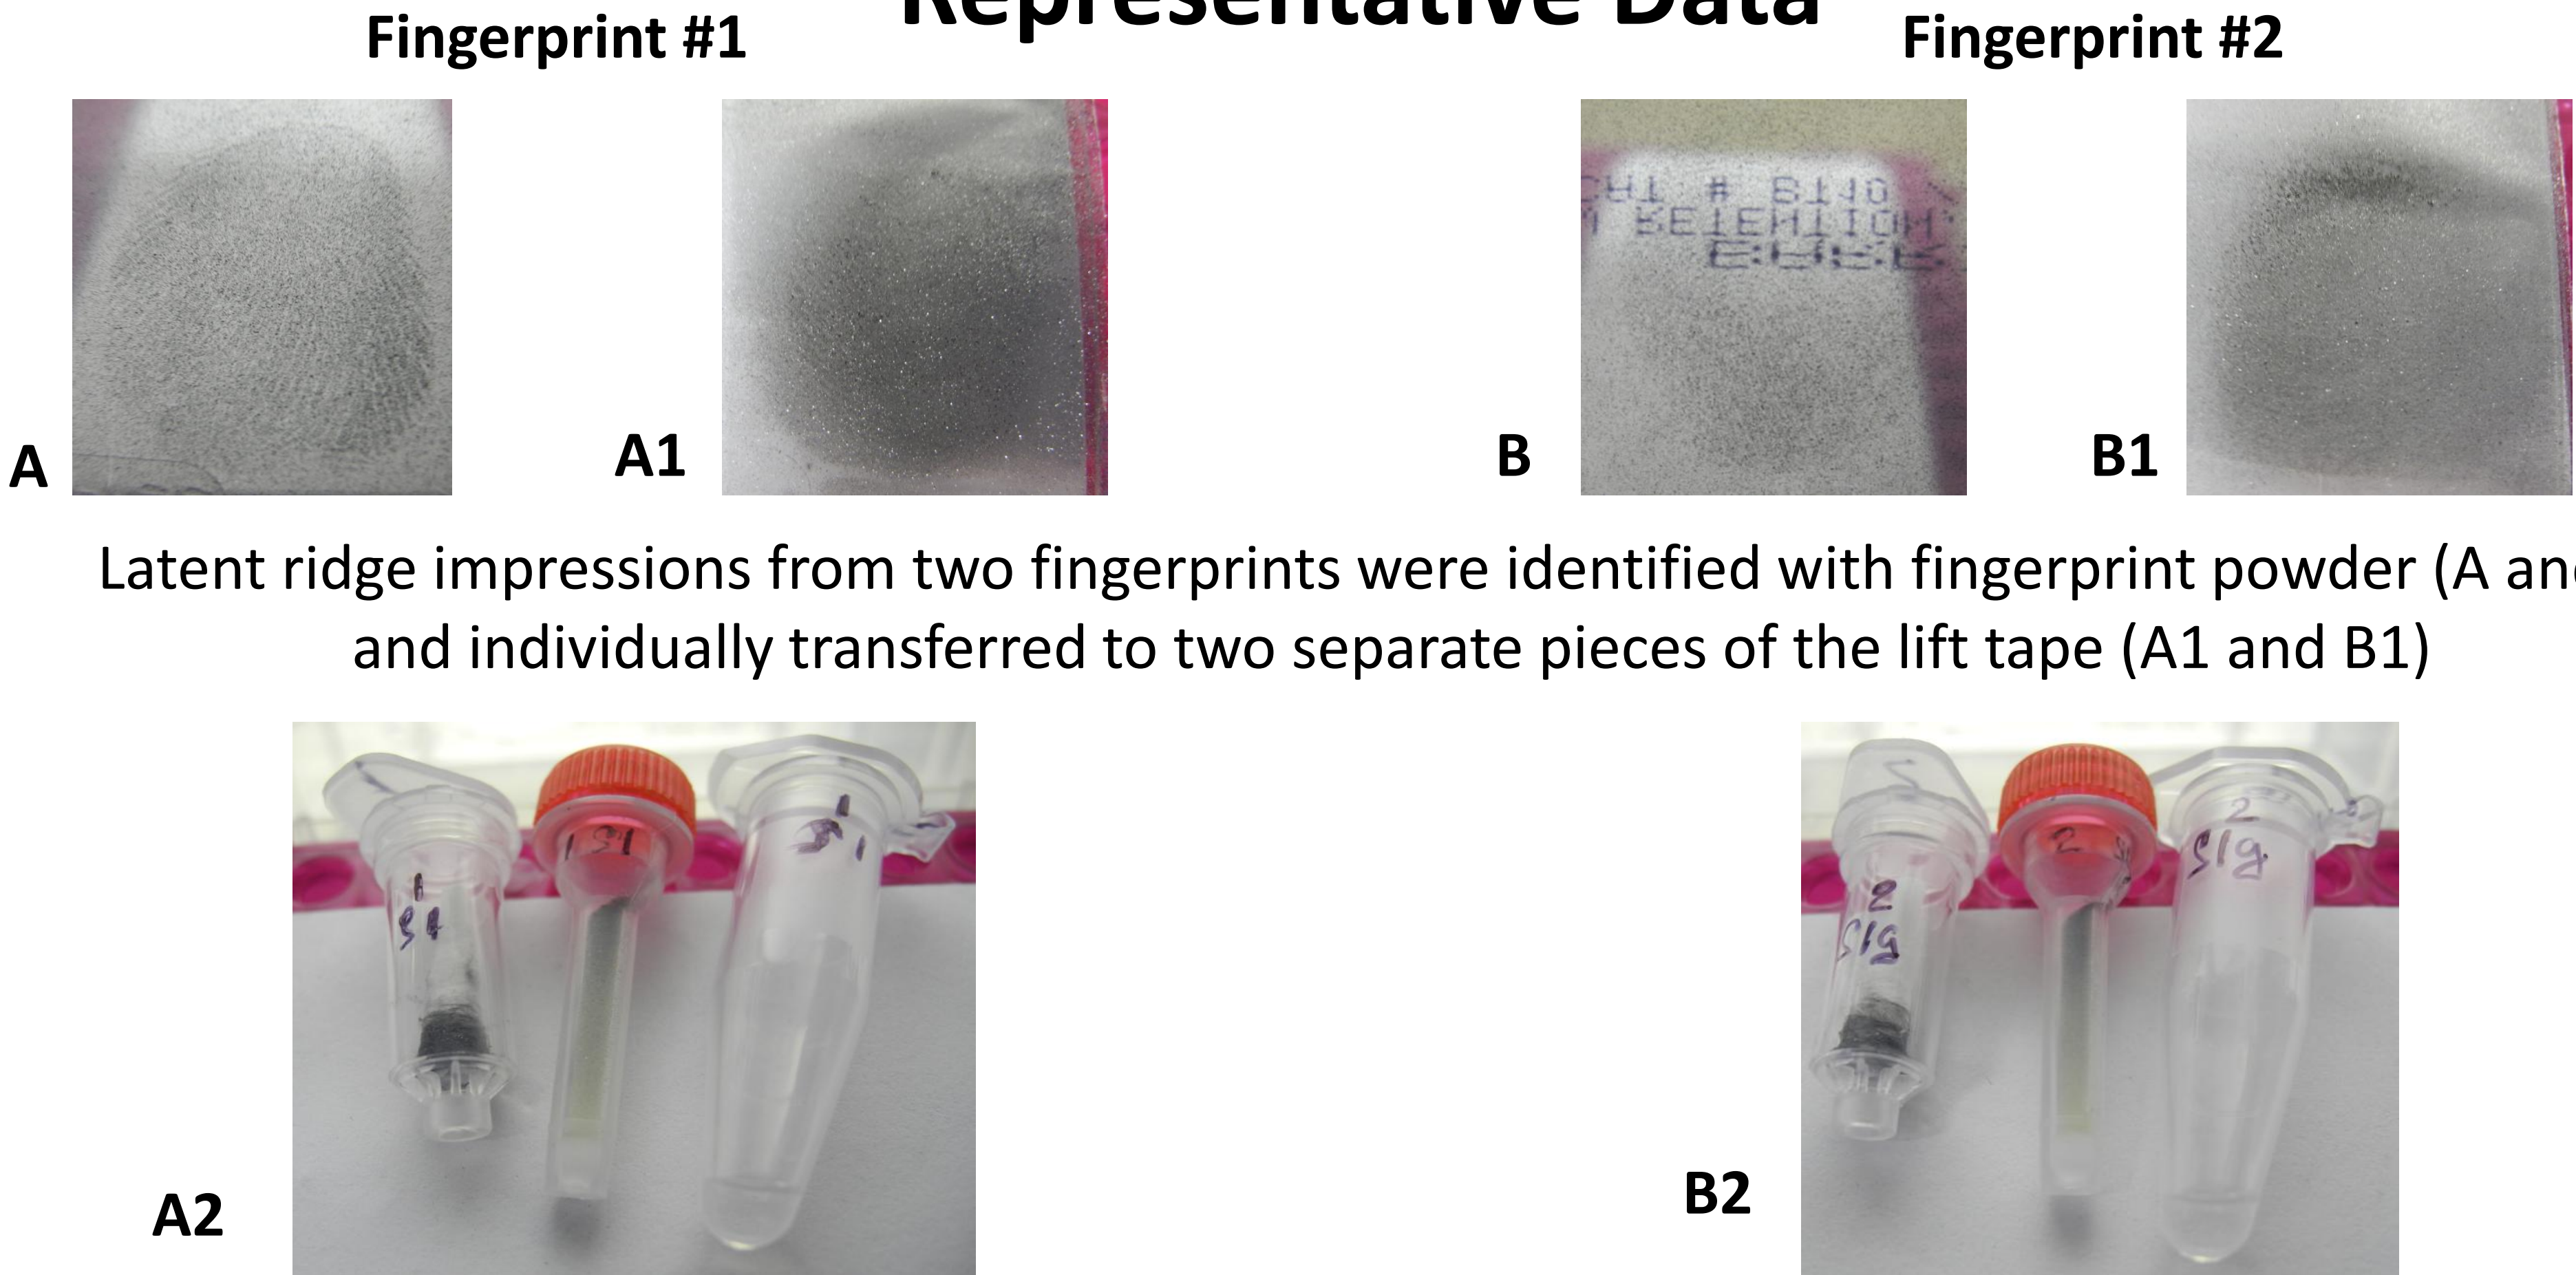 Representative Data
Fingerprint #1
Fingerprint #2
A
A1
B
B1
Latent ridge impressions from two fingerprints were identified with fingerprint powder (A and
and individually transferred to two separate pieces of the lift tape (A1 and B1)
A2
B2